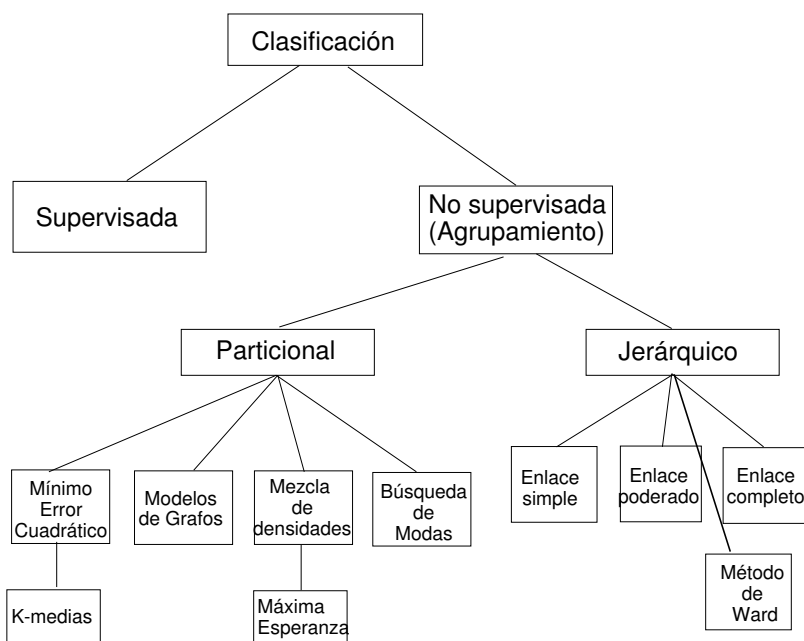 Clasificación
Supervisada
No supervisada
(Agrupamiento)
Particional
Jerárquico
Mínimo
Error
Cuadrático
Modelos
de Grafos
Mezcla
de
densidades
Búsqueda
de
Modas
Enlace
simple
Enlace
poderado
Enlace
completo
K-medias
Máxima
Esperanza
Método
de
Ward